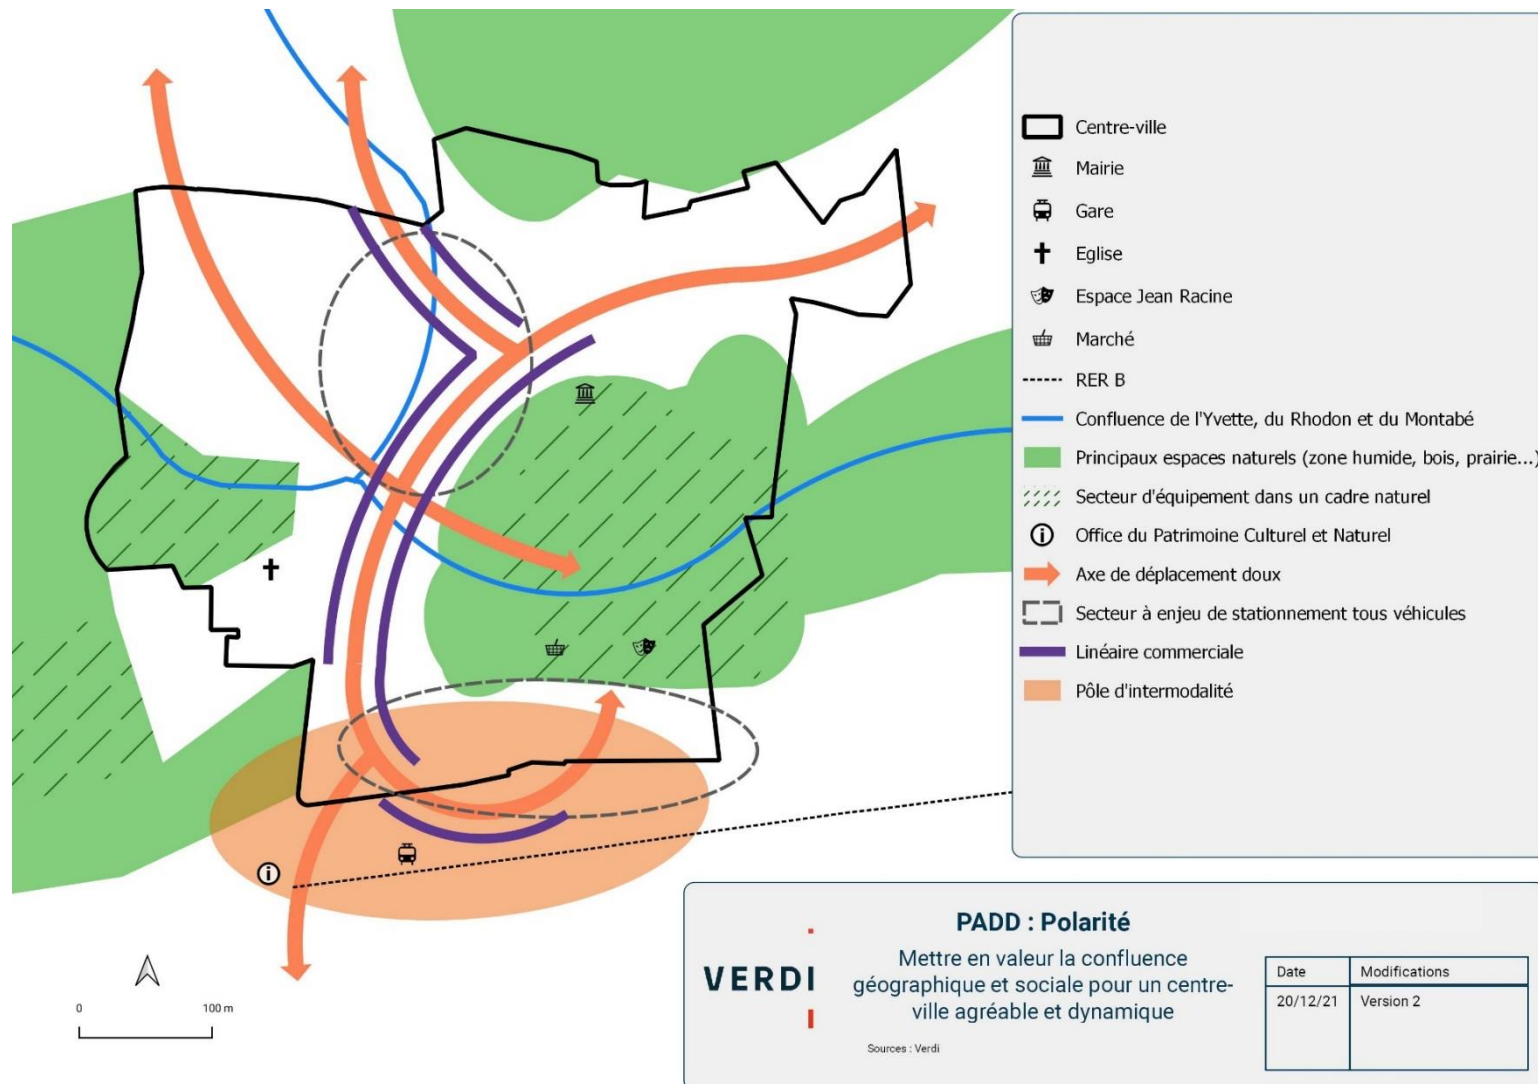 Centre-ville
Mairie
Gare
Eglise
Espace Jean Racine
Marché
RER B
Confluence de l'Yvette, du Rhodon et du Montabé
Principaux espaces naturels (zone humide, bois, prairie...)
Secteur d'équipement dans un cadre naturel
Office du Patrimoine Culturel et Naturel
Axe de déplacement doux
Secteur à enjeu de stationnement tous véhicules
Linéaire commerciale
Pôle d'intermodalité
0 100 m
VERDI
PADD : Polarité
Mettre en valeur la confluence
géographique et sociale pour un centre-
ville agréable et dynamique
Sources : Verdi
Date Modifications
20/12/21 Version 2